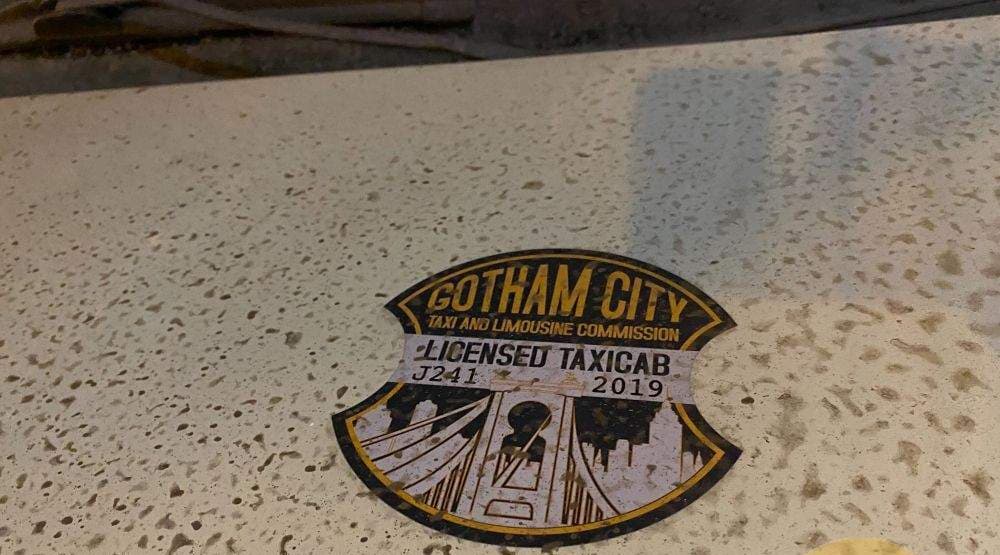 GOTHAM CITY
TAXI AND LIMOUSINE COMMISSION
LICENSED TAXICAB
J241 2019